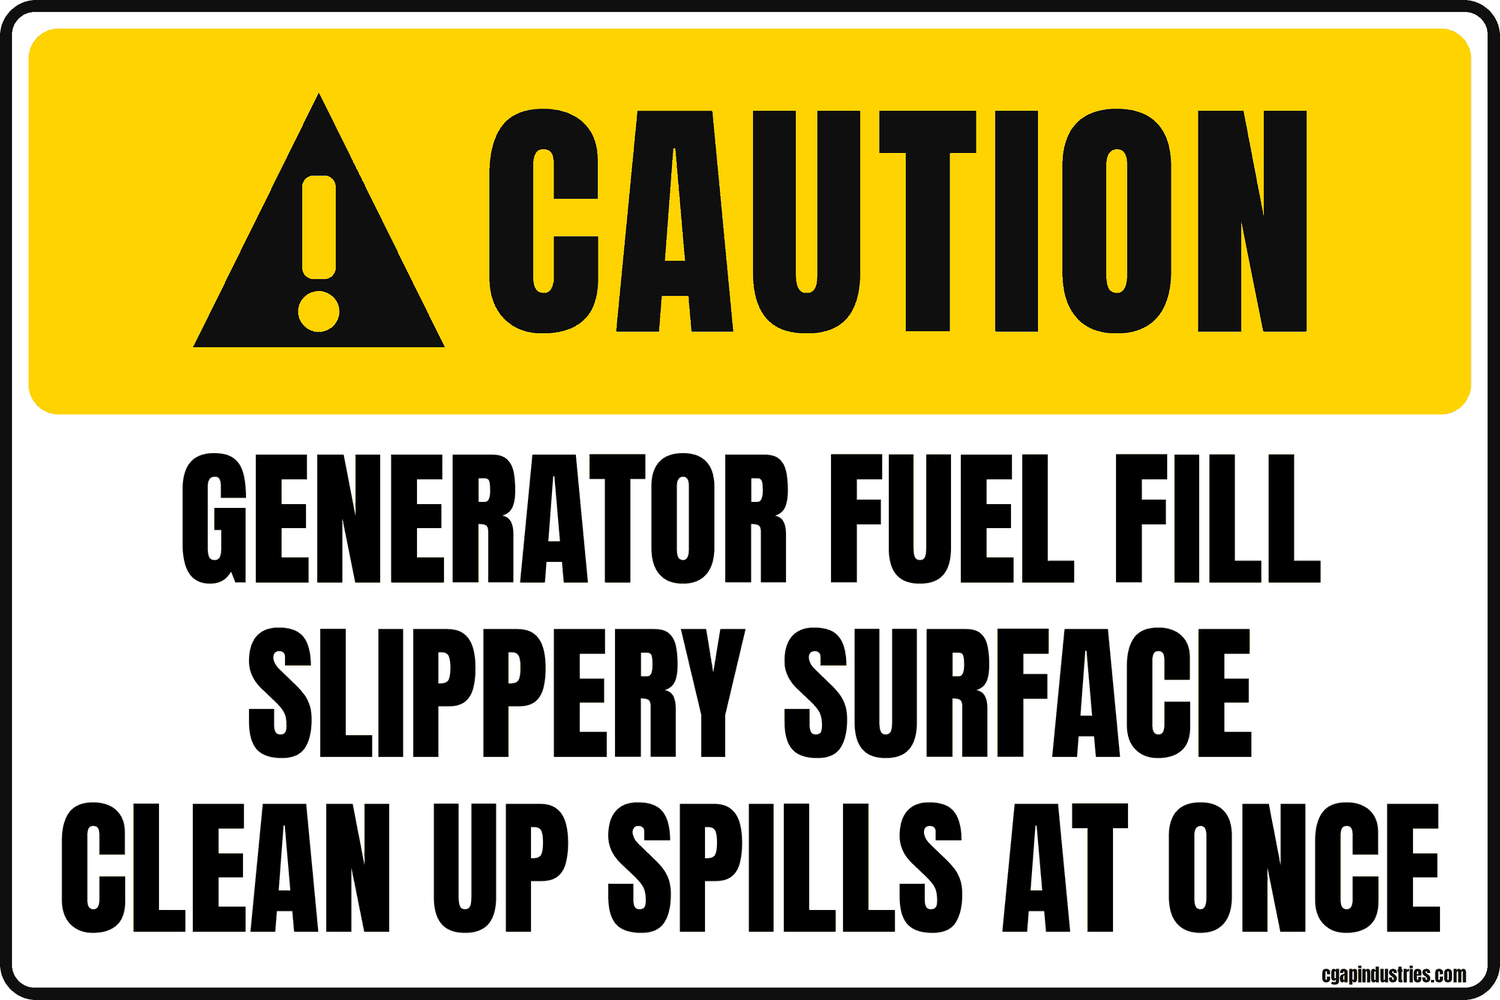 CAUTION
GENERATOR FUEL FILL
SLIPPERY SURFACE
CLEAN UP SPILLS AT ONCE
cgapindustries.com